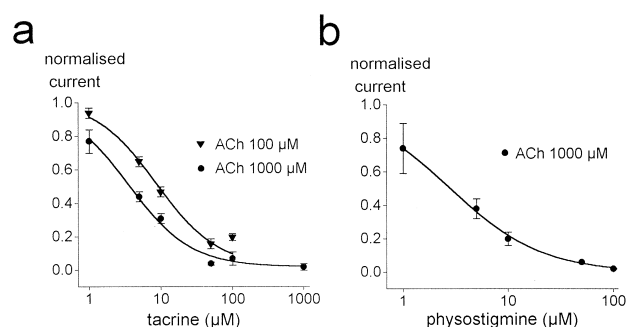 a
normalised
current
1.0
0.8
0.6
0.4
0.2
0.0
ACh 100 µM
ACh 1000 µM
1 10 100 1000
tacrine (µM)
b
normalised
current
1.0
0.8
0.6
0.4
0.2
0.0
ACh 1000 µM
1 10 100
physostigmine (µM)